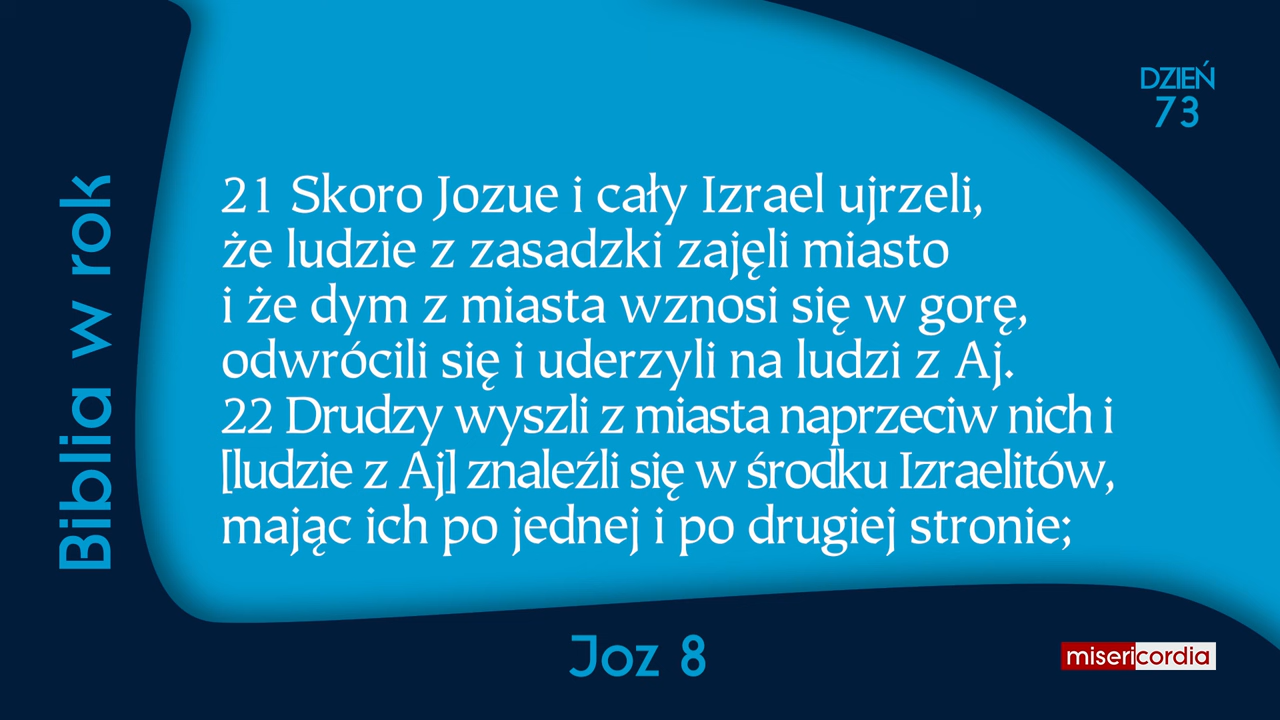 DZIEŃ
73
Biblia w rok
21 Skoro Jozue i cały Izrael ujrzeli,
że ludzie z zasadzki zajęli miasto
i że dym z miasta wznosi się w gorę,
odwrócili się i uderzyli na ludzi z Aj.
22 Drudzy wyszli z miasta naprzeciw nich i
[ludzie z Aj] znaleźli się w środku Izraelitów,
mając ich po jednej i po drugiej stronie;
Joz 8
misericordia